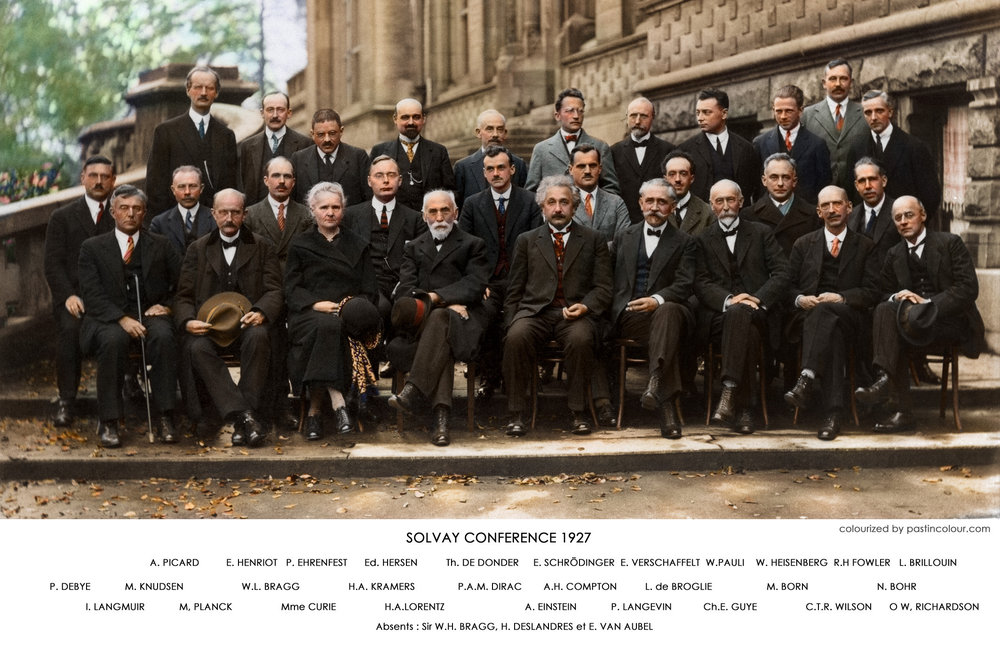 colourized by pastincolour.com
SOLVAY CONFERENCE 1927
A. PICARD E. HENRIOT P. EHRENFEST Ed. HERSEN Th. DE DONDER E. SCHRÖDINGER E. VERSCHAFFELT W.PAULI W. HEISENBERG R.H FOWLER L. BRILLOUIN
P. DEBYE M. KNUDSEN W.L. BRAGG H.A. KRAMERS P.A.M. DIRAC A.H. COMPTON L. de BROGLIE M. BORN N. BOHR
I. LANGMUIR M, PLANCK Mme CURIE H.A.LORENTZ A. EINSTEIN P. LANGEVIN Ch.E. GUYE C.T.R. WILSON O W, RICHARDSON
Absents : Sir W.H. BRAGG, H. DESLANDRES et E. VAN AUBEL